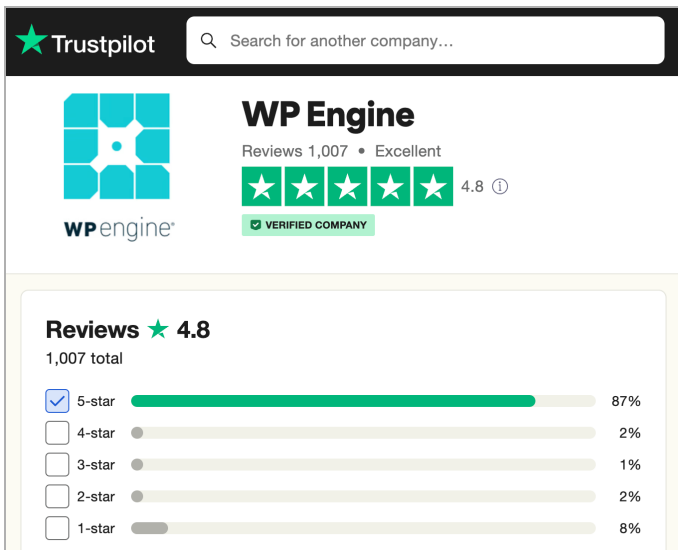 Trustpilot
Search for another company...
WP Engine
Reviews 1,007 • Excellent
4.8
VERIFIED COMPANY
WPengine®
Reviews ★ 4.8
1,007 total
5-star 87%
4-star 2%
3-star 1%
2-star 2%
1-star 8%